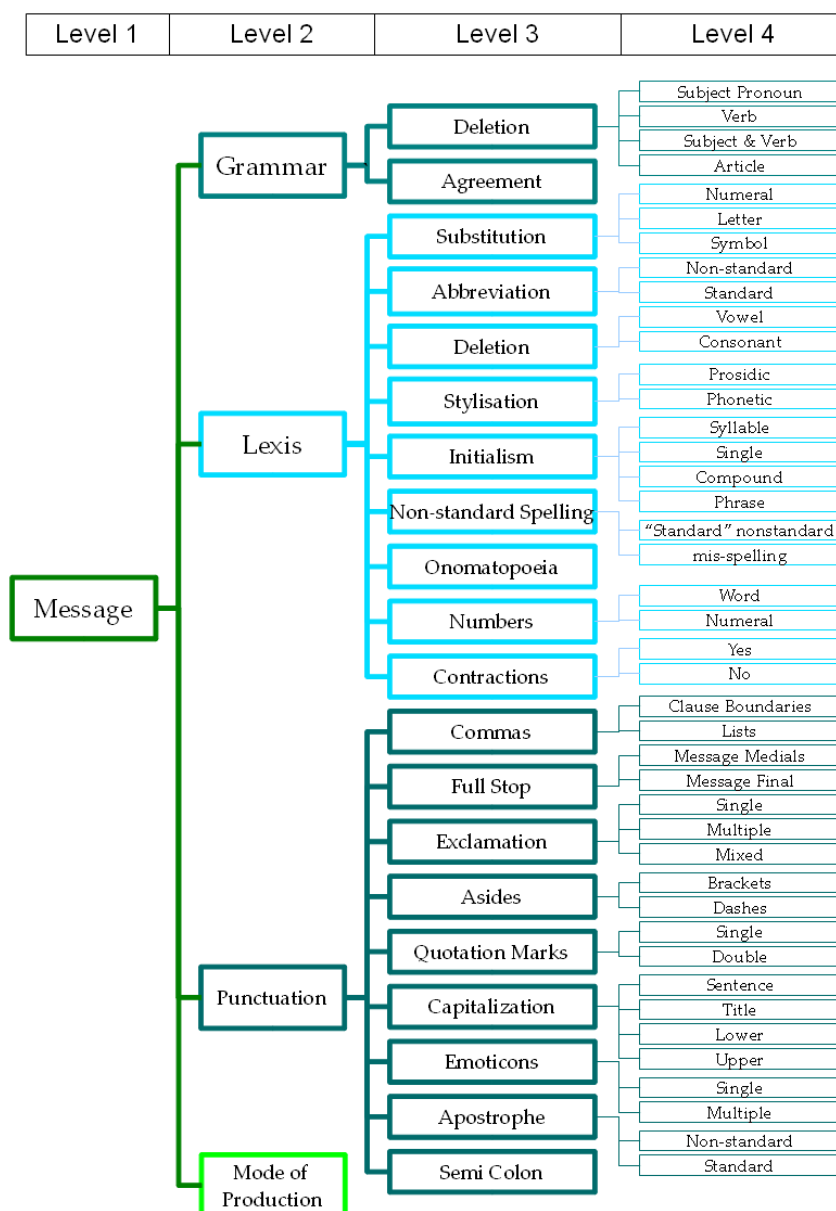 Level 1 Level 2 Level 3 Level 4
Message
Grammar
Deletion
Subject Pronoun
Verb
Subject & Verb
Article
Agreement
Lexis
Substitution
Numeral
Letter
Symbol
Abbreviation
Non-standard
Standard
Deletion
Vowel
Consonant
Stylisation
Prosidic
Phonetic
Initialism
Syllable
Single
Compound
Phrase
Non-standard Spelling
“Standard” nonstandard
mis-spelling
Onomatopoeia
Numbers
Word
Numeral
Contractions
Yes
No
Punctuation
Commas
Clause Boundaries
Lists
Full Stop
Message Medials
Message Final
Exclamation
Single
Multiple
Mixed
Asides
Brackets
Dashes
Quotation Marks
Single
Double
Capitalization
Sentence
Title
Lower
Upper
Emoticons
Single
Multiple
Apostrophe
Non-standard
Standard
Semi Colon
Mode of
Production